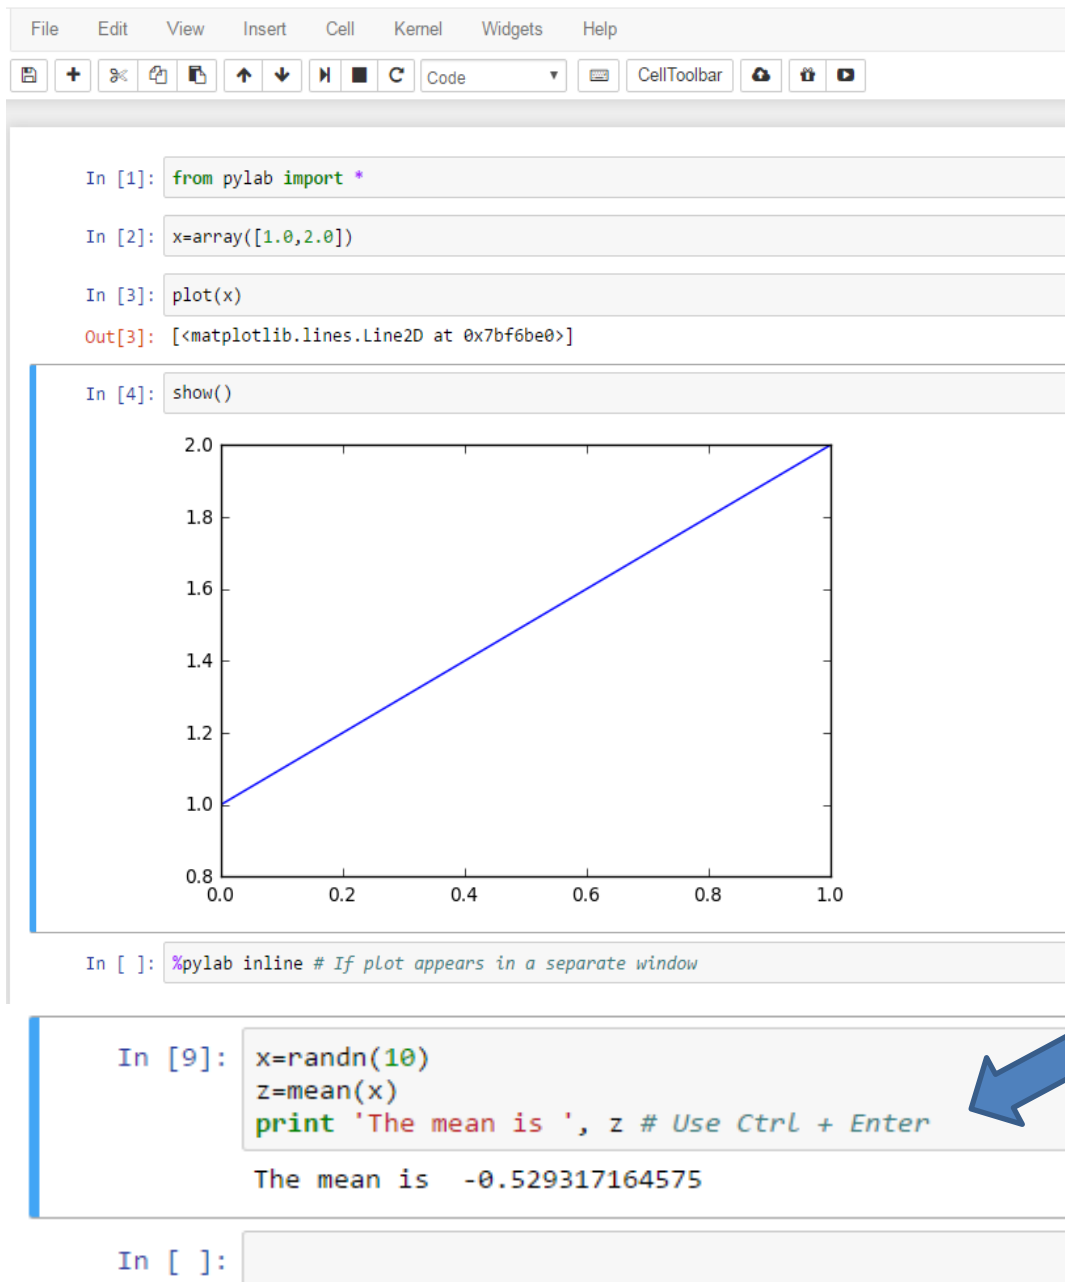 File Edit View Insert Cell Kernel Widgets Help
Code CellToolbar
In [1]: from pylab import *
In [2]: x=array([1.0,2.0])
In [3]: plot(x)
Out[3]: [<matplotlib.lines.Line2D at 0x7bf6be0>]
In [4]: show()
2.0
1.8
1.6
1.4
1.2
1.0
0.8
0.0 0.2 0.4 0.6 0.8 1.0
In [ ]: %pylab inline # If plot appears in a separate window
In [9]: x=randn(10)
z=mean(x)
print 'The mean is ', z # Use Ctrl + Enter
The mean is  -0.529317164575
In [ ]: